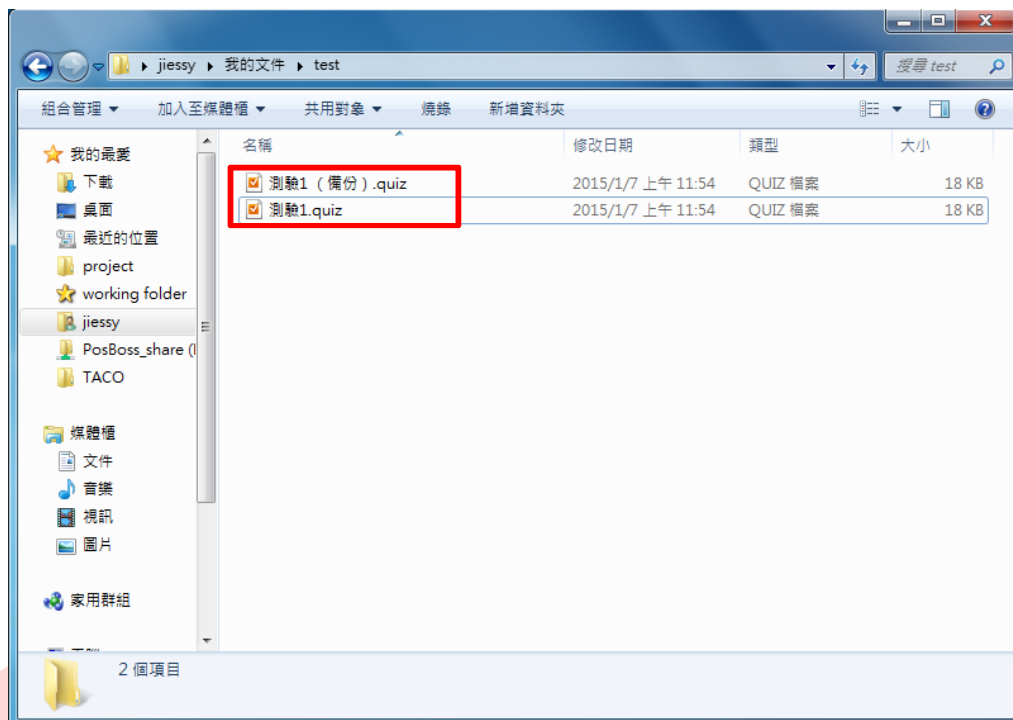 jiessy ▸ 我的文件 ▸ test
搜尋 test
組合管理 加入至媒體櫃 共用對象 燒錄 新增資料夾
名稱 修改日期 類型 大小
測驗1 （備份）.quiz 2015/1/7 上午 11:54 QUIZ 檔案 18 KB
測驗1.quiz 2015/1/7 上午 11:54 QUIZ 檔案 18 KB
我的最愛
下載
桌面
最近的位置
project
working folder
jiessy
PosBoss_share (
TACO
媒體櫃
文件
音樂
視訊
圖片
家用群組
2 個項目